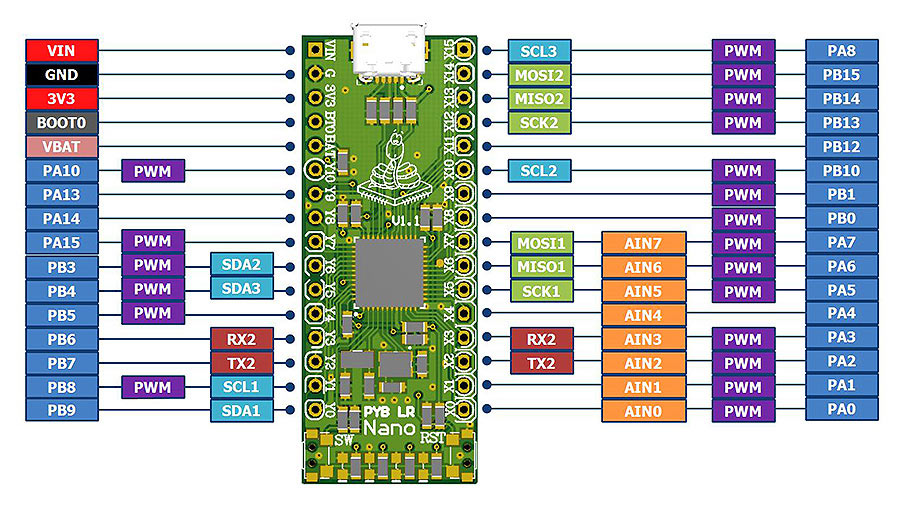 VIN VIN X15 SCL3 PWM PA8
GND G X14 MOSI2 PWM PB15
3V3 3V3 X13 MISO2 PWM PB14
BOOT0 BT0 X12 SCK2 PWM PB13
VBAT BAT PB12
PA10 PWM Y10 X10 SCL2 PWM PB10
PA13 Y9 X9 PWM PB1
PA14 Y8 V1.1 X8 PWM PB0
PA15 PWM Y7 X7 MOSI1 AIN7 PWM PA7
PB3 PWM SDA2 Y6 X6 MISO1 AIN6 PWM PA6
PB4 PWM SDA3 Y5 X5 SCK1 AIN5 PWM PA5
PB5 PWM Y4 X4 AIN4 PA4
PB6 RX2 Y3 X3 RX2 AIN3 PWM PA3
PB7 TX2 Y2 X2 TX2 AIN2 PWM PA2
PB8 PWM SCL1 Y1 X1 AIN1 PWM PA1
PB9 SDA1 Y0 X0 AIN0 PWM PA0
PYB LR
Nano
SW RST